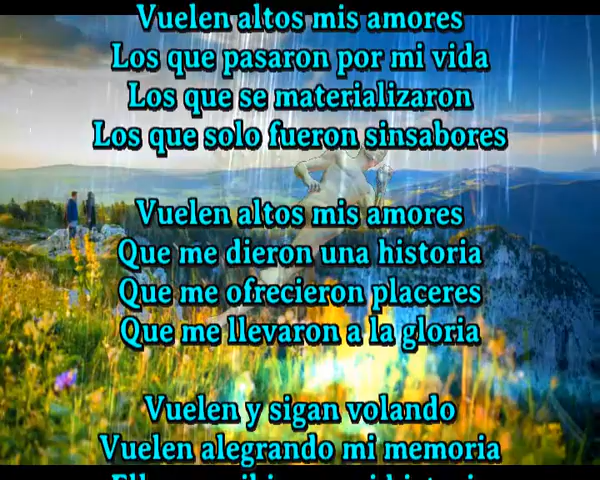 Vuelen altos mis amores
Los que pasaron por mi vida
Los que se materializaron
Los que solo fueron sinsabores
Vuelen altos mis amores
Que me dieron una historia
Que me ofrecieron placeres
Que me llevaron a la gloria
Vuelen y sigan volando
Vuelen alegrando mi memoria